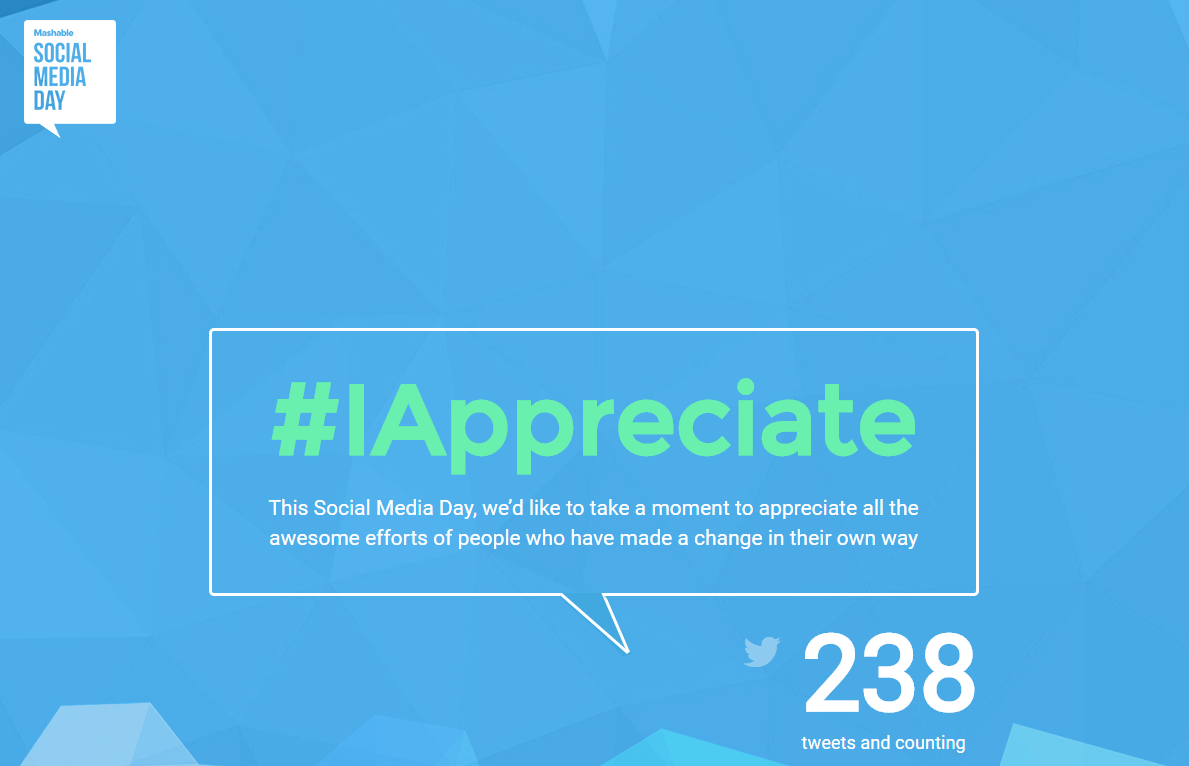 Mashable
SOCIAL
MEDIA
DAY
#IAppreciate
This Social Media Day, we’d like to take a moment to appreciate all the
awesome efforts of people who have made a change in their own way
238
tweets and counting